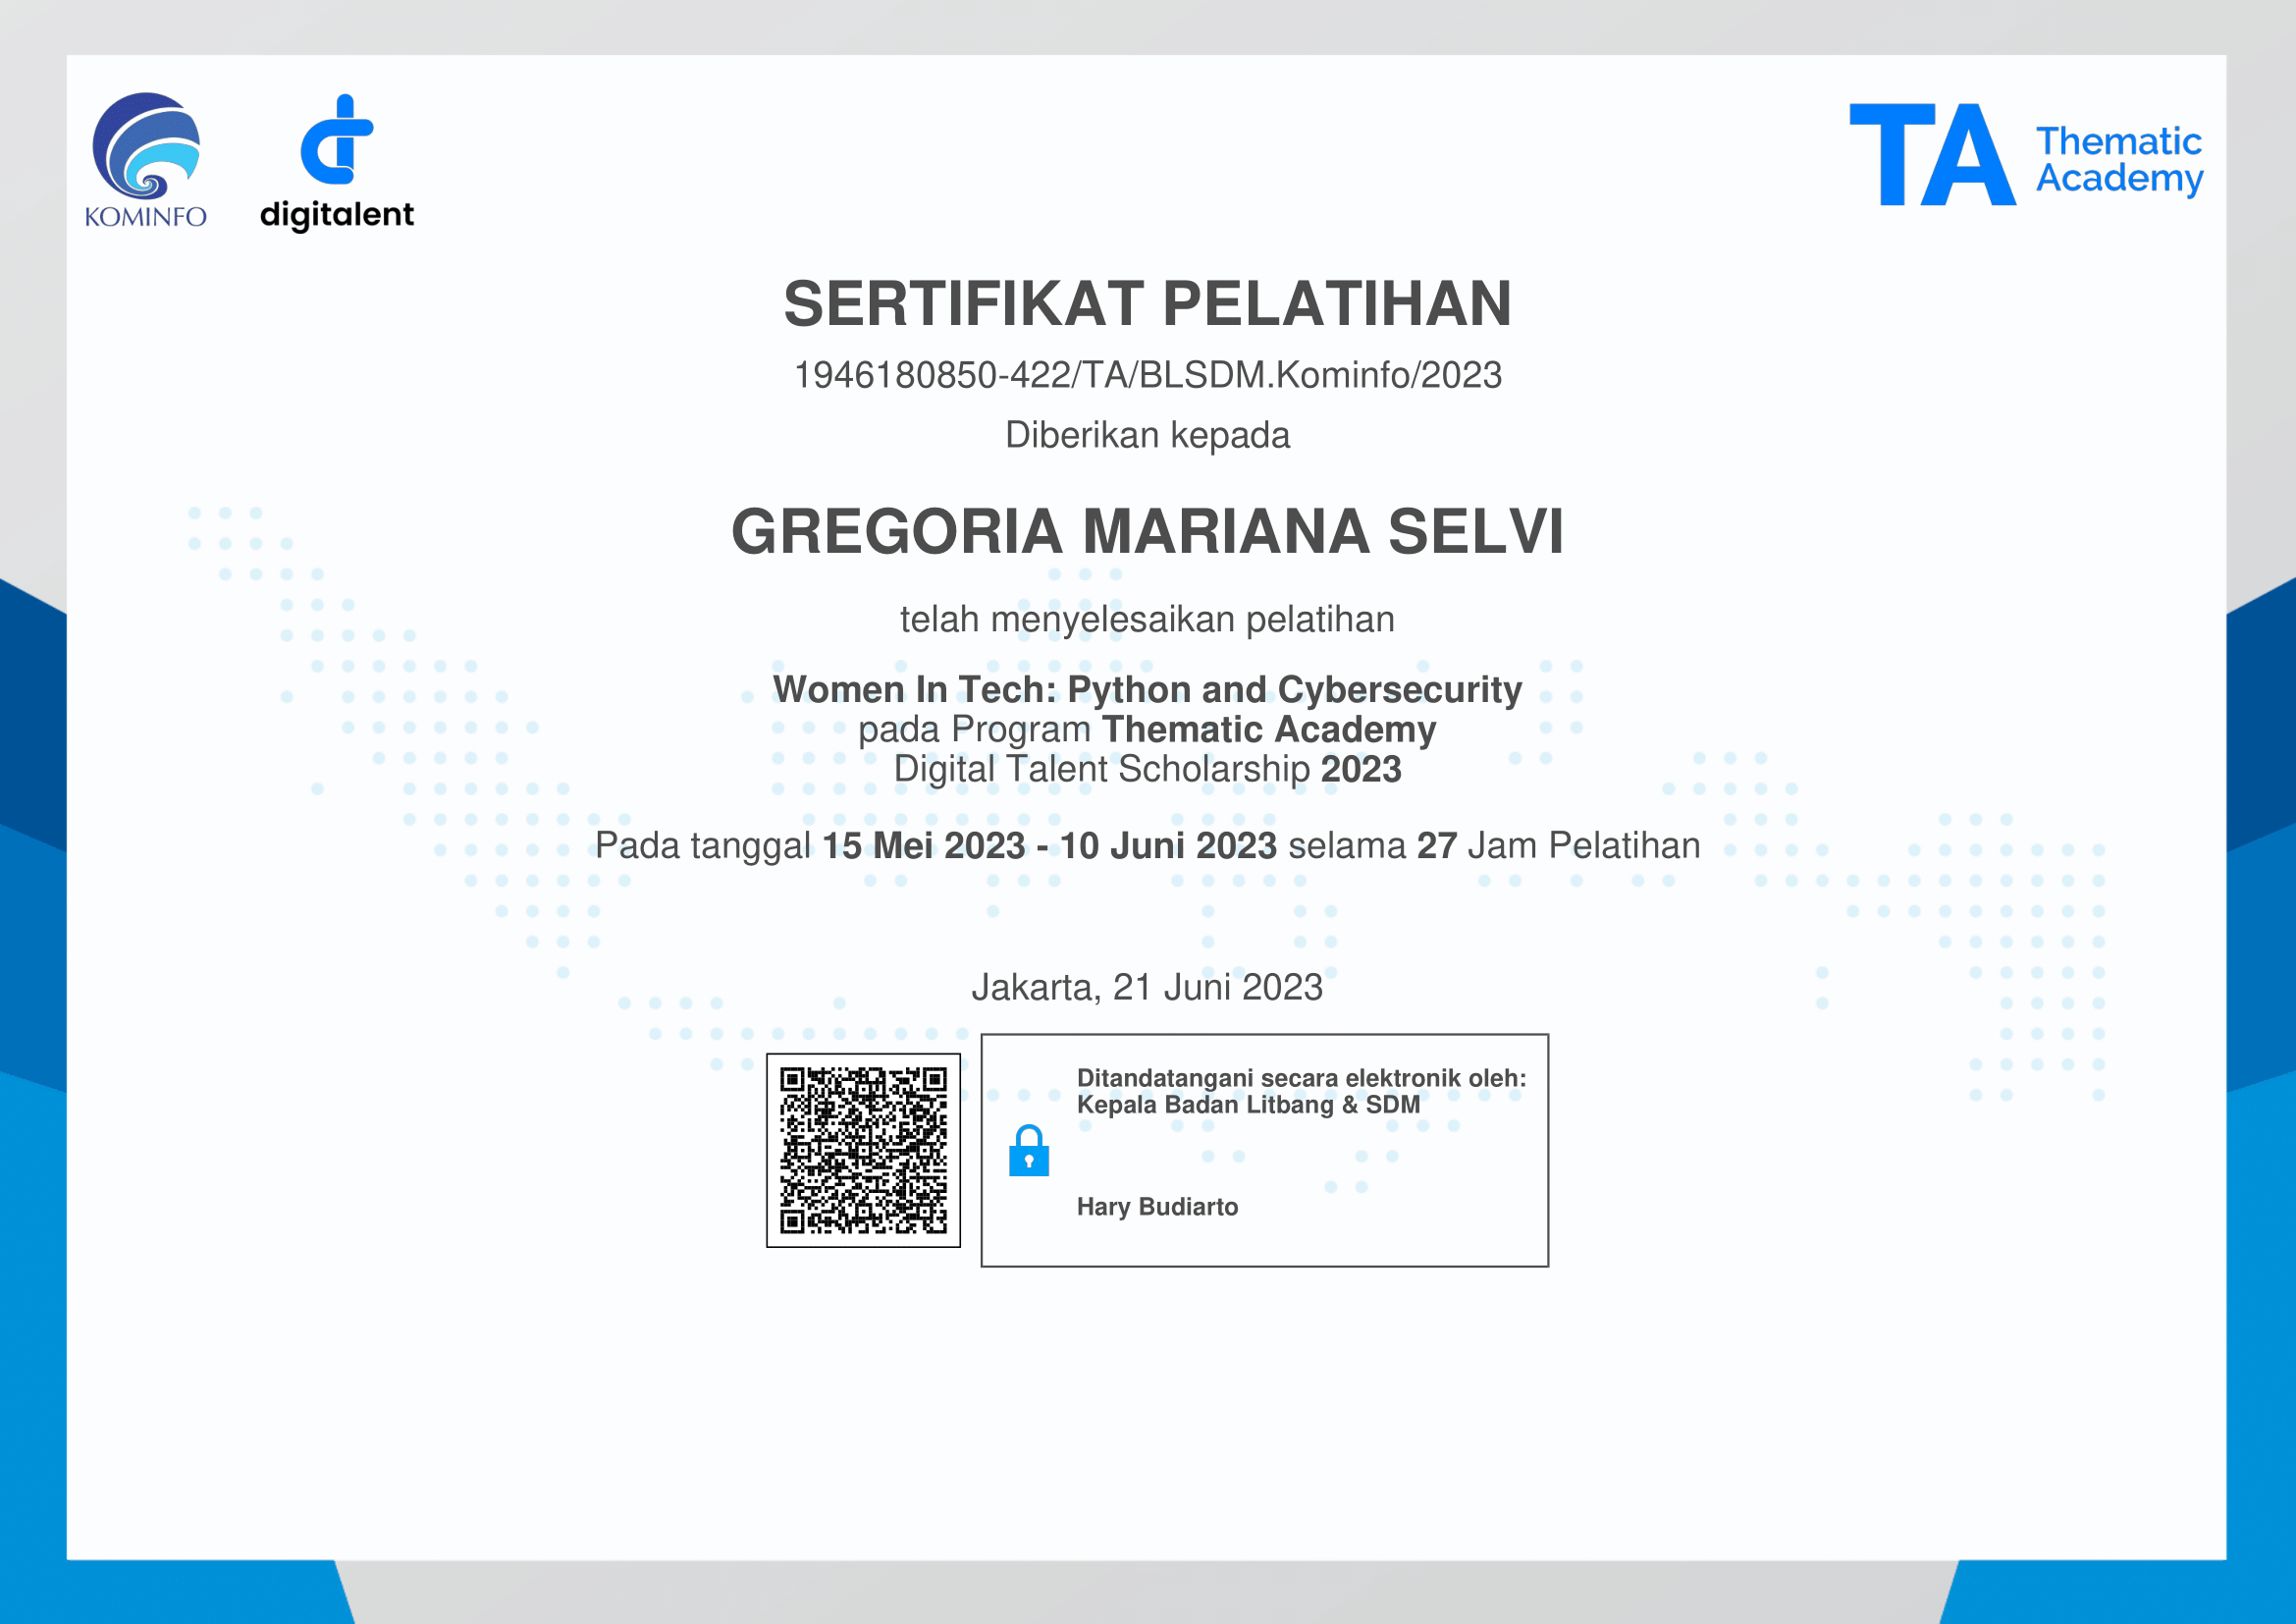 KOMINFO
digitalent
TA Thematic
Academy
SERTIFIKAT PELATIHAN
1946180850-422/TA/BLSDM.Kominfo/2023
Diberikan kepada
GREGORIA MARIANA SELVI
telah menyelesaikan pelatihan
Women In Tech: Python and Cybersecurity
pada Program Thematic Academy
Digital Talent Scholarship 2023
Pada tanggal 15 Mei 2023 - 10 Juni 2023 selama 27 Jam Pelatihan
Jakarta, 21 Juni 2023
Ditandatangani secara elektronik oleh:
Kepala Badan Litbang & SDM
Hary Budiarto